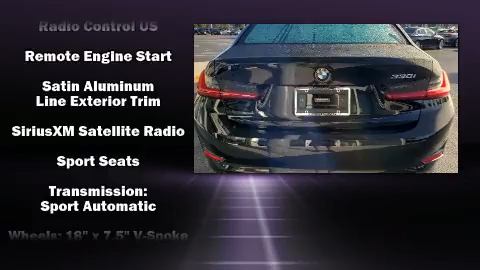 Radio Control US
Remote Engine Start
Satin Aluminum
Line Exterior Trim
SiriusXM Satellite Radio
Sport Seats
Transmission:
Sport Automatic
Wheels: 18" x 7.5" V-Spoke
330i